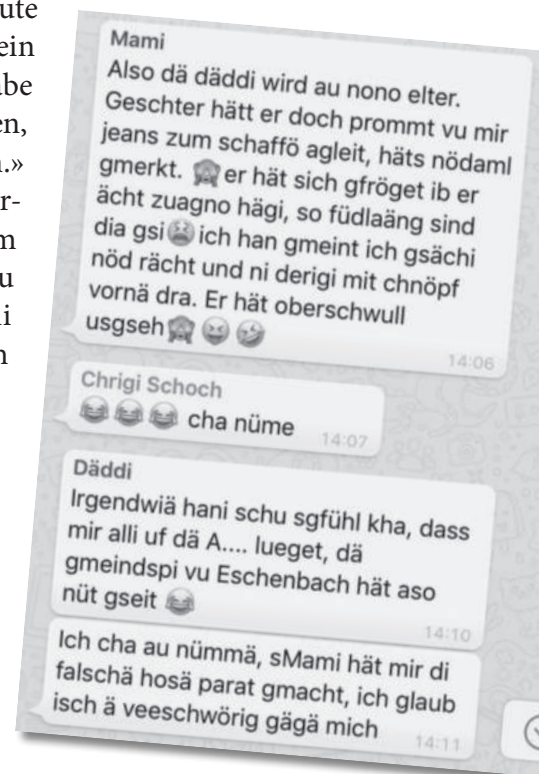 ute
ein
abe
en,
n.»
er-
m
u
li
n
Mami
Also dä däddi wird au nono elter.
Geschter hätt er doch prommt vu mir
jeans zum schaffö agleit, häts nödaml
gmerkt. 🙈 er hät sich gfröget ib er
ächt zuagno hägi, so füdlaäng sind
dia gsi 😫 ich han gmeint ich gsächi
nöd rächt und ni derigi mit chnöpf
vornä dra. Er hät oberschwull
usgseh 🙈 😆 🤣
14:06
Chrigi Schoch
😂 😂 😂 cha nüme
14:07
Däddi
Irgendwiä hani schu sgfühl kha, dass
mir alli uf dä A.... lueget, dä
gmeindspi vu Eschenbach hät aso
nüt gseit 😂
14:10
Ich cha au nümmä, sMami hät mir di
falschä hosä parat gmacht, ich glaub
isch ä veeschwörig gägä mich
14:11